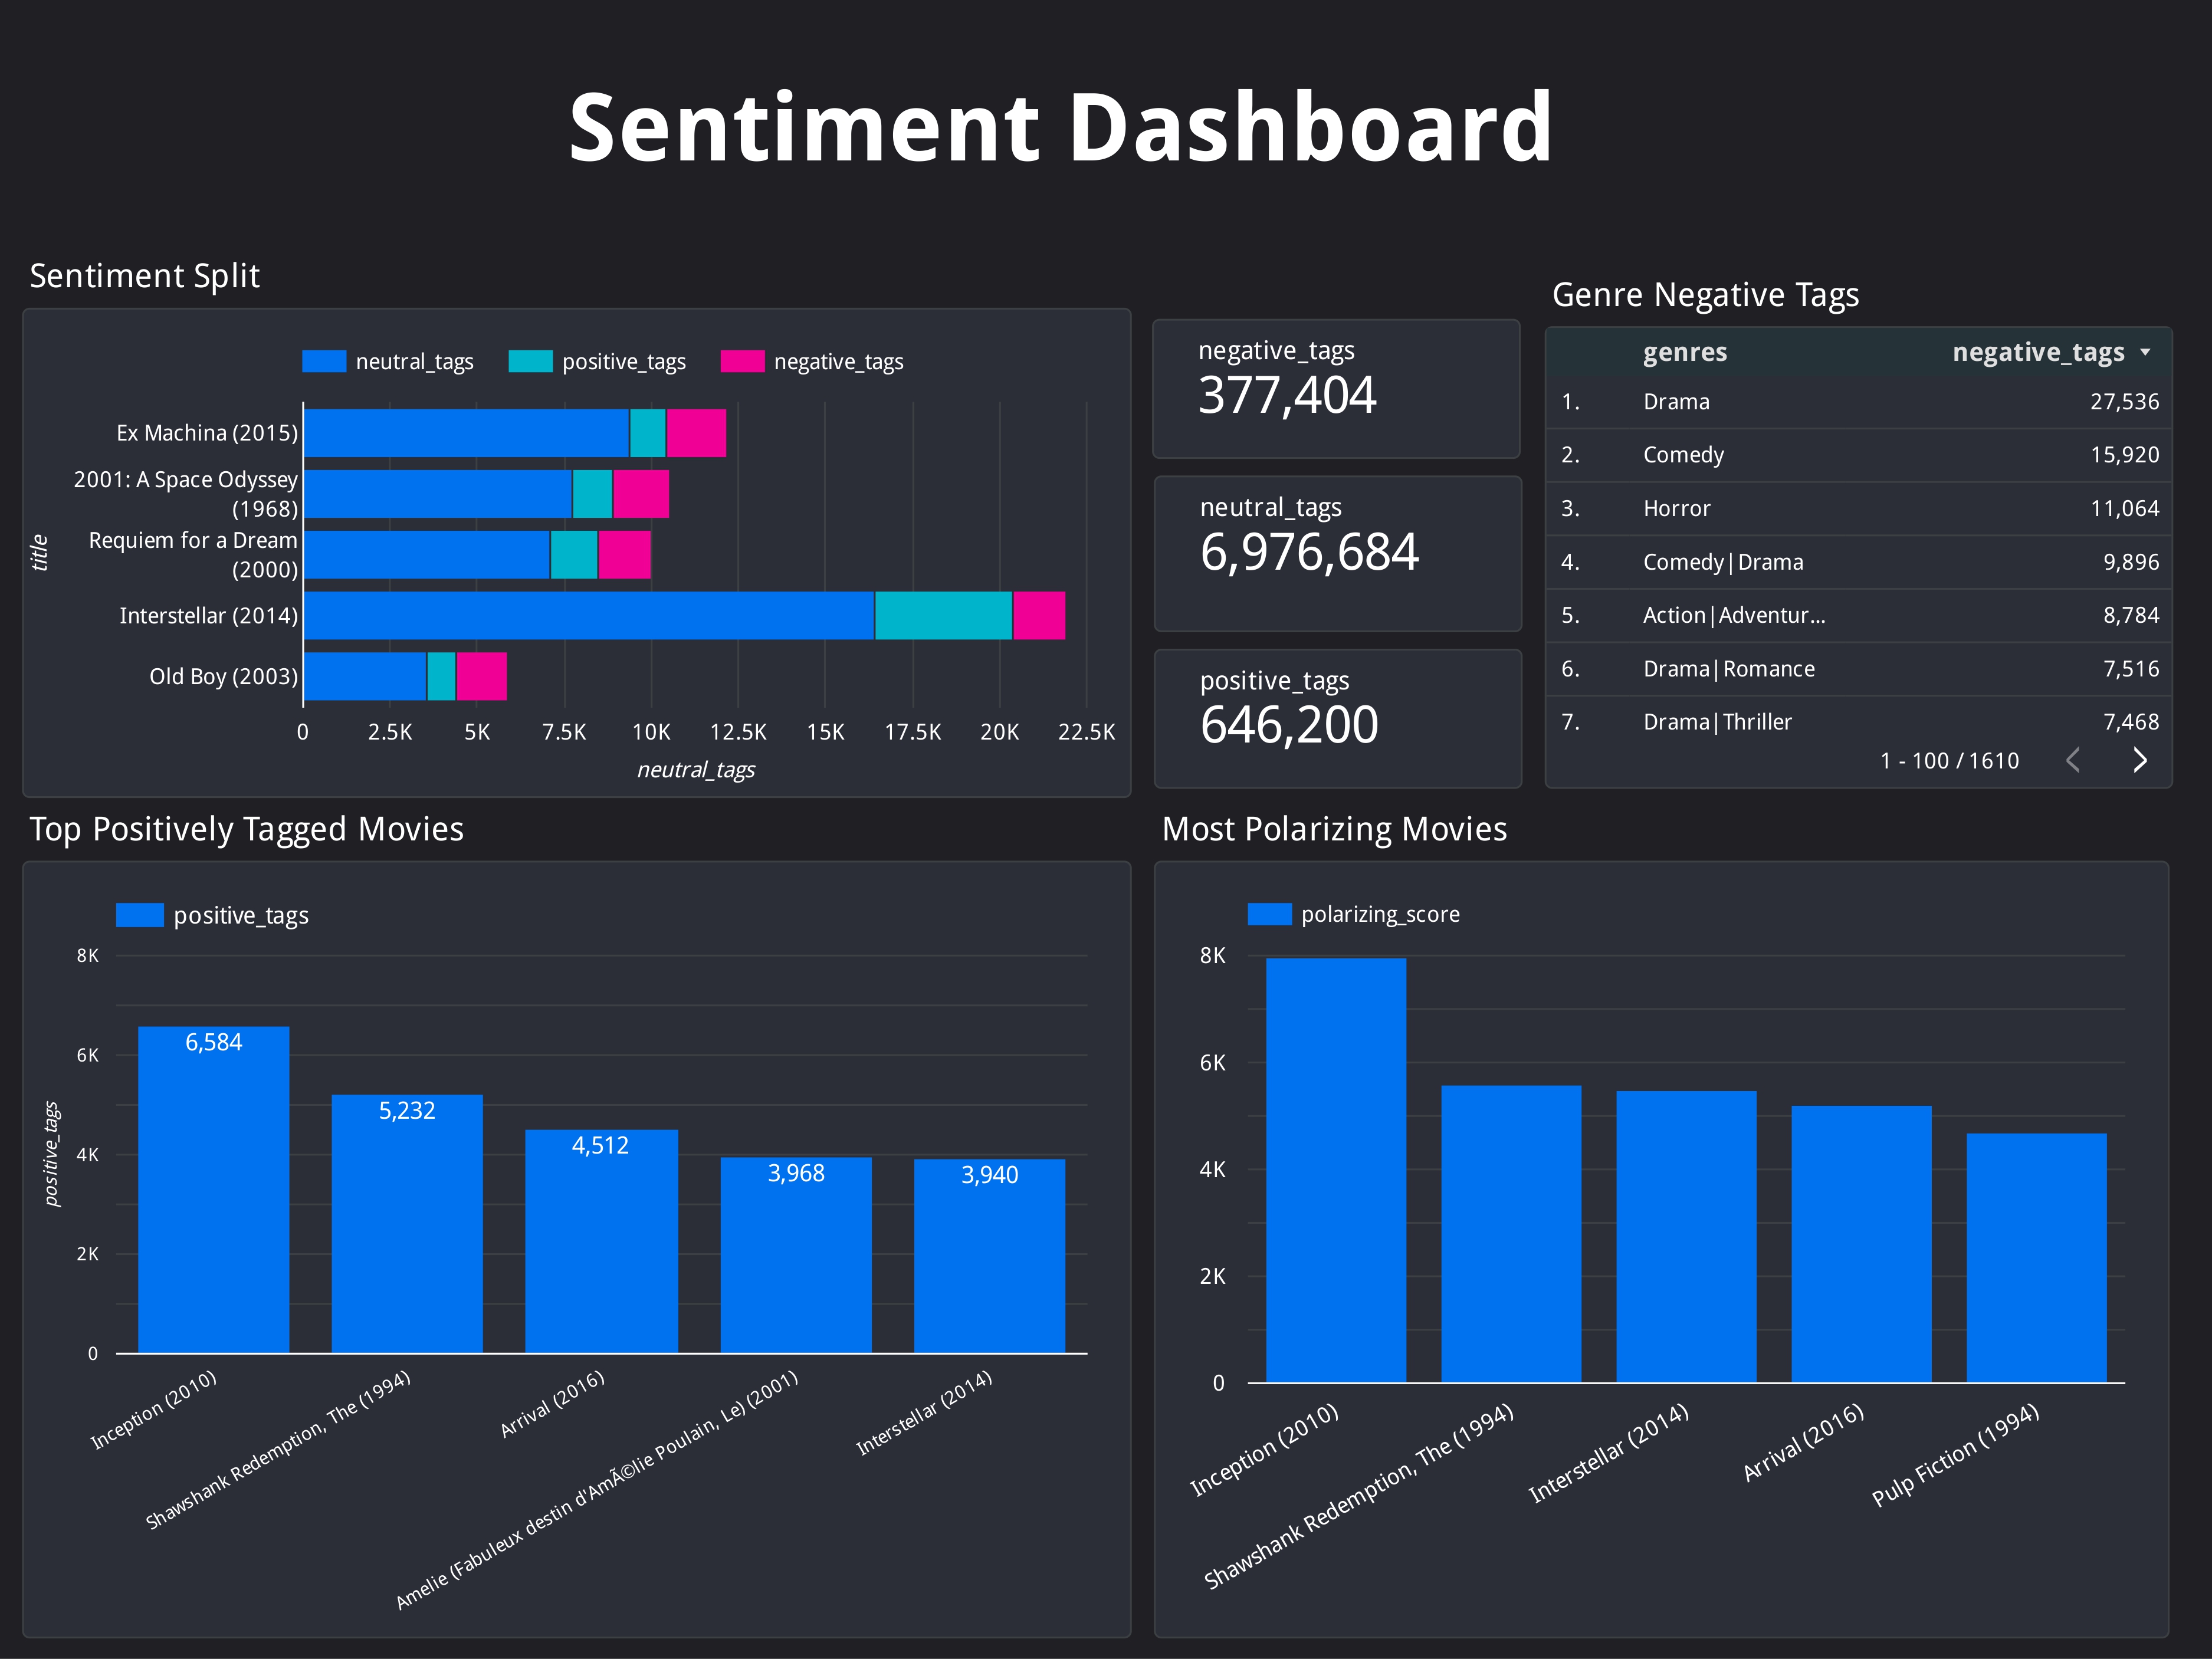 Sentiment Dashboard
Sentiment Split
neutral_tags
positive_tags
negative_tags
title
Ex Machina (2015)
2001: A Space Odyssey
(1968)
Requiem for a Dream
(2000)
Interstellar (2014)
Old Boy (2003)
0 2.5K 5K 7.5K 10K 12.5K 15K 17.5K 20K 22.5K
neutral_tags
negative_tags
377,404
neutral_tags
6,976,684
positive_tags
646,200
Genre Negative Tags
genres negative_tags
1. Drama 27,536
2. Comedy 15,920
3. Horror 11,064
4. Comedy|Drama 9,896
5. Action|Adventur... 8,784
6. Drama|Romance 7,516
7. Drama|Thriller 7,468
1 - 100 / 1610
Top Positively Tagged Movies
positive_tags
positive_tags
8K
6K
4K
2K
0
6,584
5,232
4,512
3,968
3,940
Inception (2010)
Shawshank Redemption, The (1994)
Arrival (2016)
Amelie (Fabuleux destin d'AmÃ©lie Poulain, Le) (2001)
Interstellar (2014)
Most Polarizing Movies
polarizing_score
8K
6K
4K
2K
0
Inception (2010)
Shawshank Redemption, The (1994)
Interstellar (2014)
Arrival (2016)
Pulp Fiction (1994)